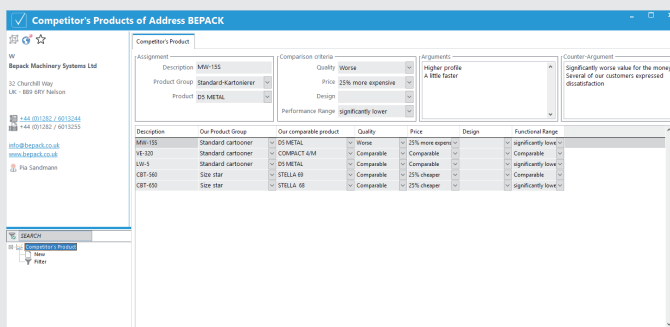 Competitor's Products of Address BEPACK
W
Bepack Machinery Systems Ltd
32 Churchill Way
UK - BB9 6RY Nelson
+44 (0)1282 / 6013244
+44 (0)1282 / 6013255
info@bepack.co.uk
www.bepack.co.uk
Pia Sandmann
SEARCH
Competitor's Product
New
Filter
Competitor's Product
Assignment
Description MW-15S
Product Group Standard-Kartonierer
Product D5 METAL
Comparison criteria
Quality Worse
Price 25% more expensive
Design
Performance Range significantly lower
Arguments
Higher profile
A little faster
Counter-Argument
Significantly worse value for the money
Several of our customers expressed
dissatisfaction
Description Our Product Group Our comparable product Quality Price Design Functional Range
MW-15S Standard cartooner D5 METAL Worse 25% more expens significantly lowe
VE-320 Standard cartooner COMPACT 4/M Comparable Comparable Comparable
LW-5 Standard cartooner D5 METAL Comparable Comparable significantly lowe
CBT-560 Size star STELLA 69 Comparable 25% cheaper Comparable
CBT-650 Size star STELLA 68 Comparable 25% cheaper significantly lowe